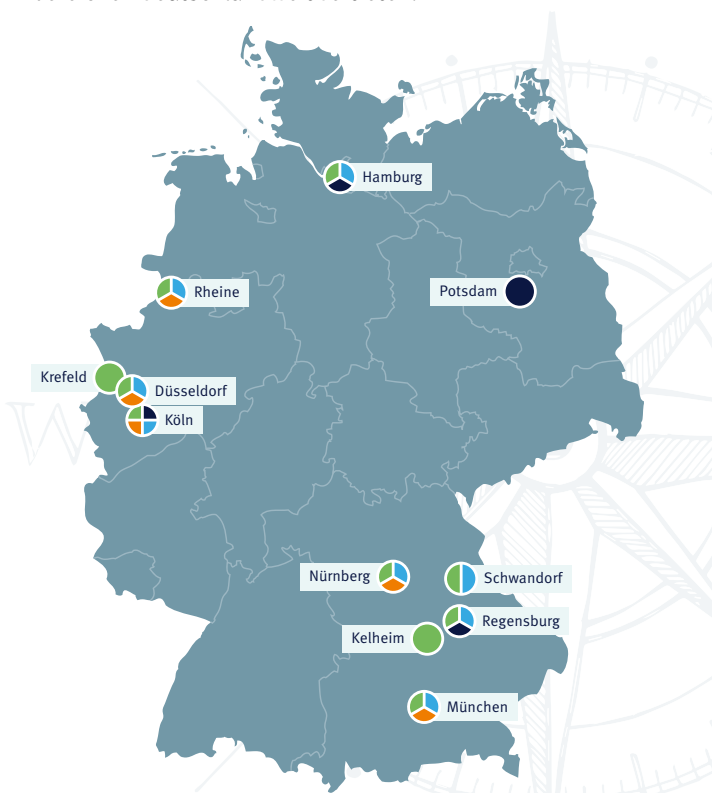 Hamburg
Rheine
Potsdam
Krefeld
Düsseldorf
Köln
W
Nürnberg
Schwandorf
Regensburg
Kelheim
München